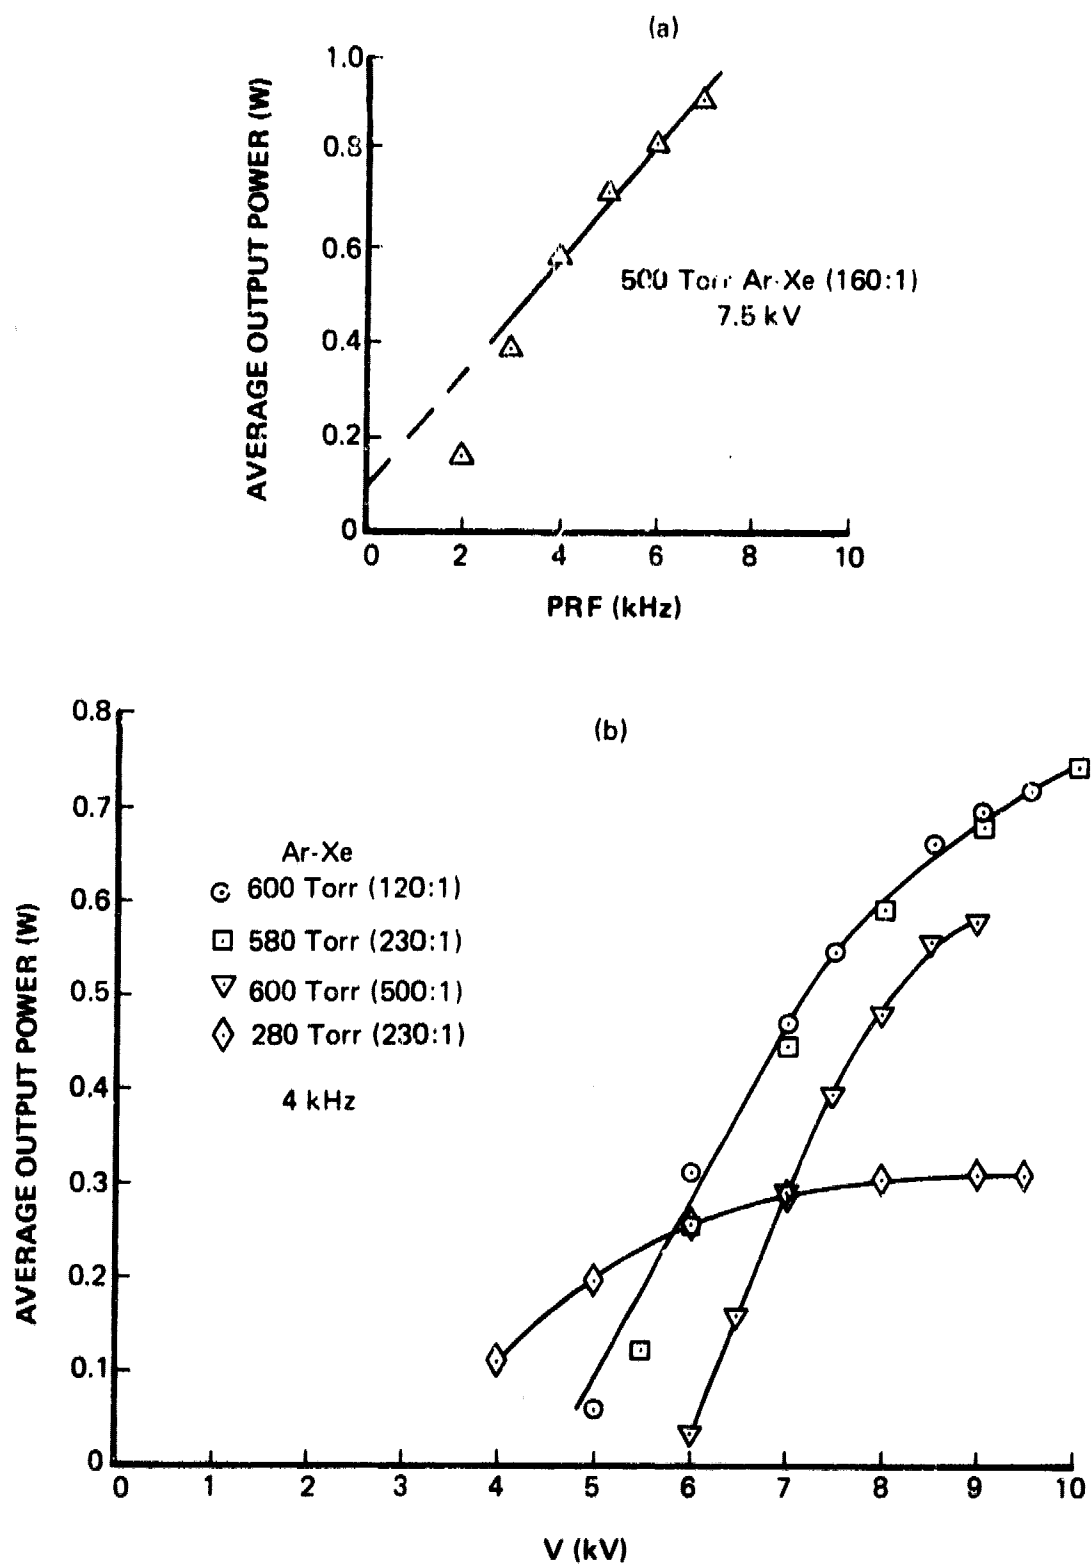 (a)
AVERAGE OUTPUT POWER (W)
1.0
0.8
0.6
0.4
0.2
0
500 Torr Ar-Xe (160:1)
7.5 kV
0 2 4 6 8 10
PRF (kHz)
(b)
AVERAGE OUTPUT POWER (W)
0.8
0.7
0.6
0.5
0.4
0.3
0.2
0.1
0
Ar-Xe
600 Torr (120:1)
580 Torr (230:1)
600 Torr (500:1)
280 Torr (230:1)
4 kHz
0 1 2 3 4 5 6 7 8 9 10
V (kV)